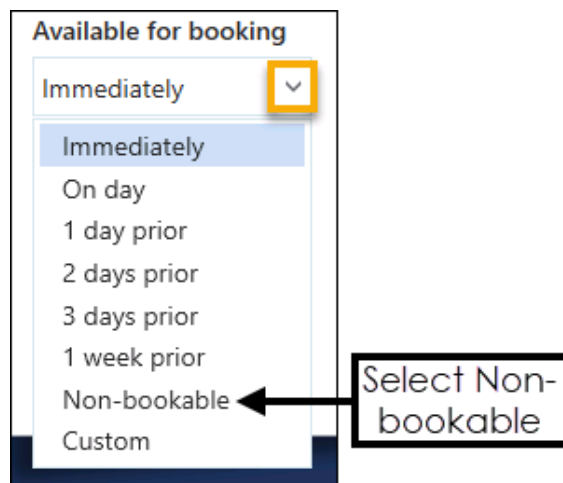 Available for booking
Immediately
Immediately
On day
1 day prior
2 days prior
3 days prior
1 week prior
Non-bookable
Custom
Select Non-
bookable